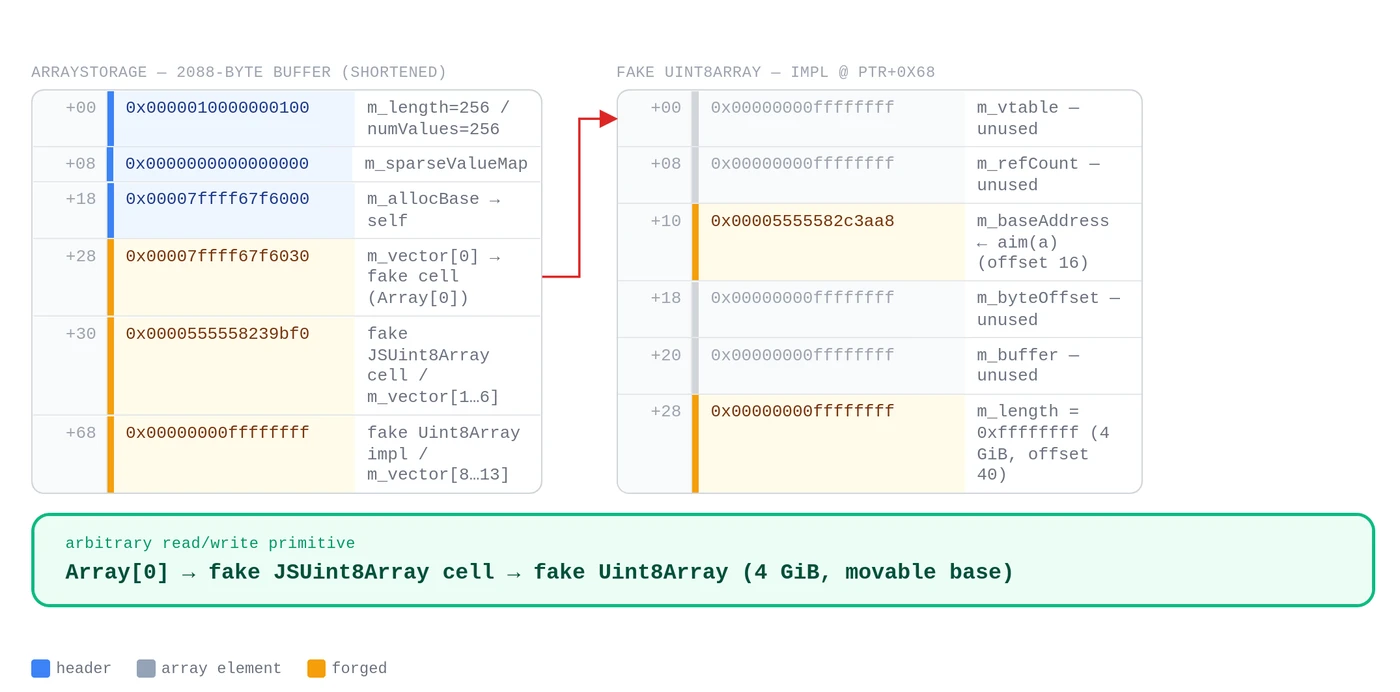 ARRAYSTORAGE — 2088-BYTE BUFFER (SHORTENED)
+00 0x0000010000000100 m_length=256 /
numValues=256
+08 0x0000000000000000 m_sparseValueMap
+18 0x00007ffff67f6000 m_allocBase →
self
+28 0x00007ffff67f6030 m_vector[0] →
fake cell
(Array[0])
+30 0x0000555558239bf0 fake
JSUint8Array
cell /
m_vector[1…6]
+68 0x00000000ffffffff fake Uint8Array
impl /
m_vector[8…13]
FAKE UINT8ARRAY — IMPL @ PTR+0X68
+00 0x00000000ffffffff m_vtable —
unused
+08 0x00000000ffffffff m_refCount —
unused
+10 0x00005555582c3aa8 m_baseAddress
← aim(a)
(offset 16)
+18 0x00000000ffffffff m_byteOffset —
unused
+20 0x00000000ffffffff m_buffer —
unused
+28 0x00000000ffffffff m_length =
0xffffffff (4
GiB, offset
40)
arbitrary read/write primitive
Array[0] → fake JSUint8Array cell → fake Uint8Array (4 GiB, movable base)
header array element forged